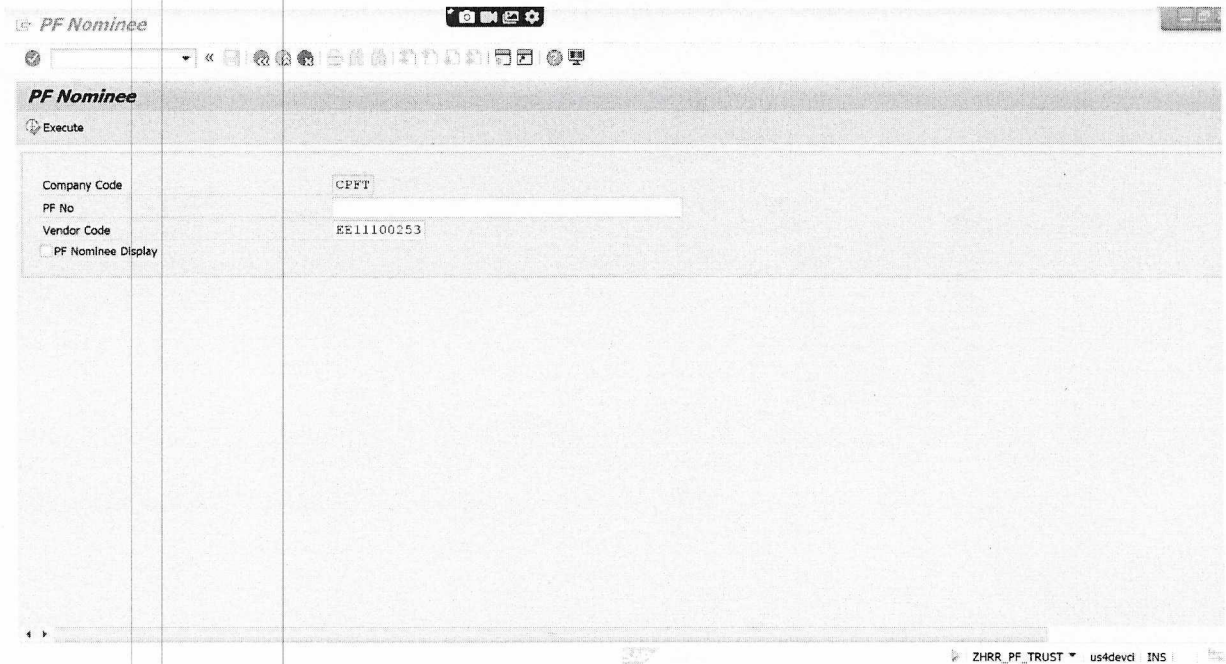 PF Nominee
PF Nominee
Execute
Company Code CPFT
PF No
Vendor Code EE11100253
PF Nominee Display
ZHRR_PF_TRUST us4devci INS